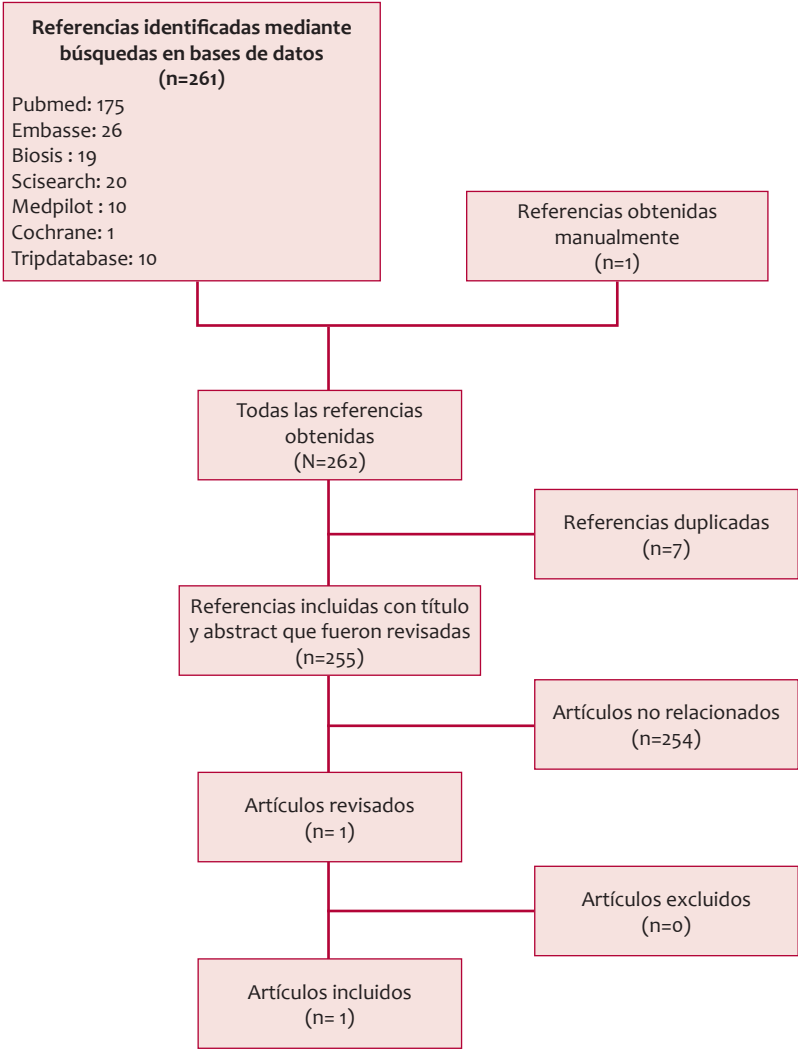 Referencias identificadas mediante
búsquedas en bases de datos
(n=261)
Pubmed: 175
Embasse: 26
Biosis : 19
Scisearch: 20
Medpilot : 10
Cochrane: 1
Tripdatabase: 10
Referencias obtenidas
manualmente
(n=1)
Todas las referencias
obtenidas
(N=262)
Referencias duplicadas
(n=7)
Referencias incluidas con título
y abstract que fueron revisadas
(n=255)
Artículos no relacionados
(n=254)
Artículos revisados
(n= 1)
Artículos excluidos
(n=0)
Artículos incluidos
(n= 1)